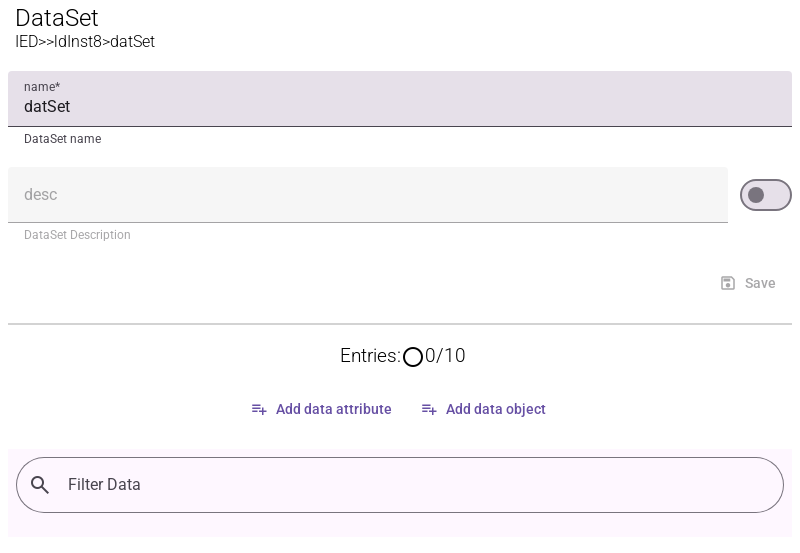 DataSet
IED>>ldInst8>datSet
name*
datSet
DataSet name
desc
DataSet Description
Save
Entries: 0/10
Add data attribute Add data object
Filter Data